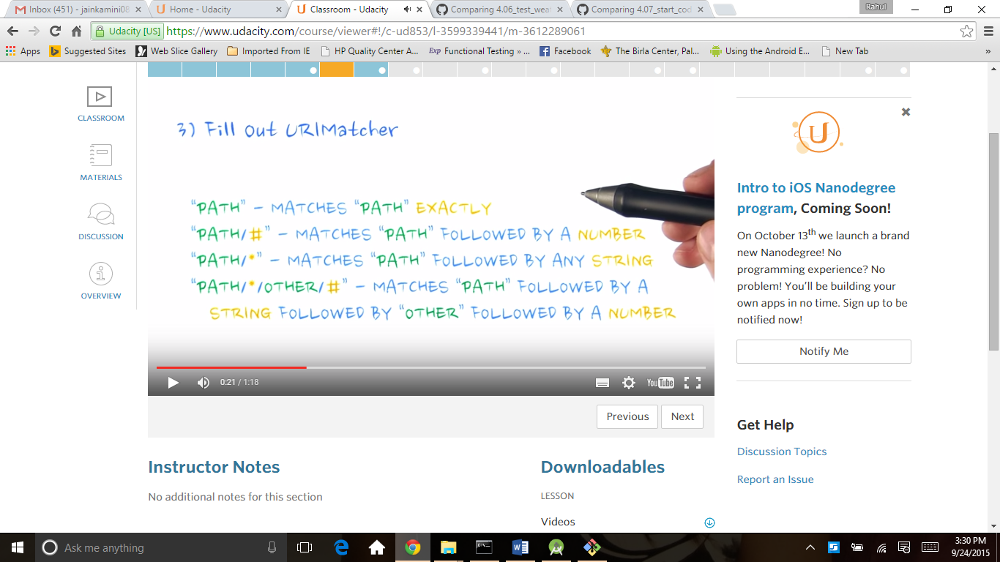 Inbox (451) - jainkamini08
Home - Udacity
Classroom - Udacity
Comparing 4.06_test_weat
Comparing 4.07_start_cod
Rahul
Udacity [US]
https://www.udacity.com/course/viewer#!/c-ud853/l-3599339441/m-3612289061
Apps
Suggested Sites
Web Slice Gallery
Imported From IE
HP Quality Center A...
Exp Functional Testing » ...
Facebook
The Birla Center, Pal...
Using the Android E...
New Tab
»
CLASSROOM
MATERIALS
DISCUSSION
OVERVIEW
3) Fill out URIMatcher
"PATH" – MATCHES "PATH" EXACTLY
"PATH/#" – MATCHES "PATH" FOLLOWED BY A NUMBER
"PATH/*" – MATCHES "PATH" FOLLOWED BY ANY STRING
"PATH/*/OTHER/#" – MATCHES "PATH" FOLLOWED BY A
STRING FOLLOWED BY "OTHER" FOLLOWED BY A NUMBER
0:21 / 1:18
YouTube
Previous
Next
Instructor Notes
No additional notes for this section
Downloadables
LESSON
Videos
U
Intro to iOS Nanodegree
program, Coming Soon!
On October 13th we launch a brand
new Nanodegree! No
programming experience? No
problem! You'll be building your
own apps in no time. Sign up to be
notified now!
Notify Me
Get Help
Discussion Topics
Report an Issue
Ask me anything
3:30 PM
9/24/2015